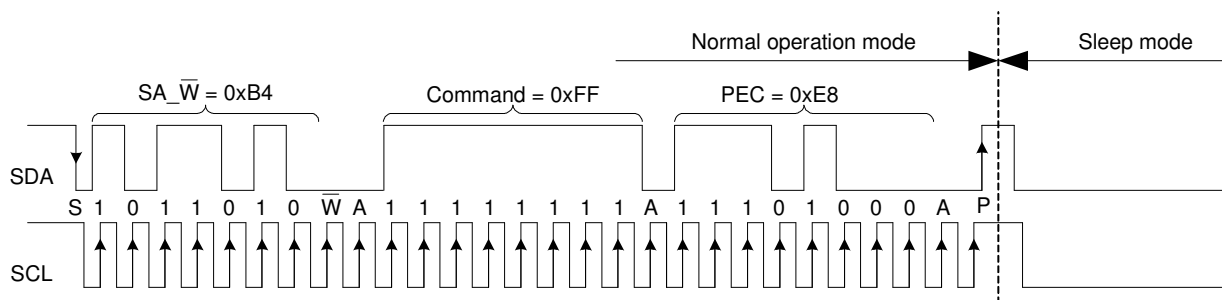 Normal operation mode Sleep mode
SA_W̅ = 0xB4 Command = 0xFF PEC = 0xE8
SDA
S 1 0 1 1 0 1 0 W̅ A 1 1 1 1 1 1 1 1 A 1 1 1 0 1 0 0 0 A P
SCL